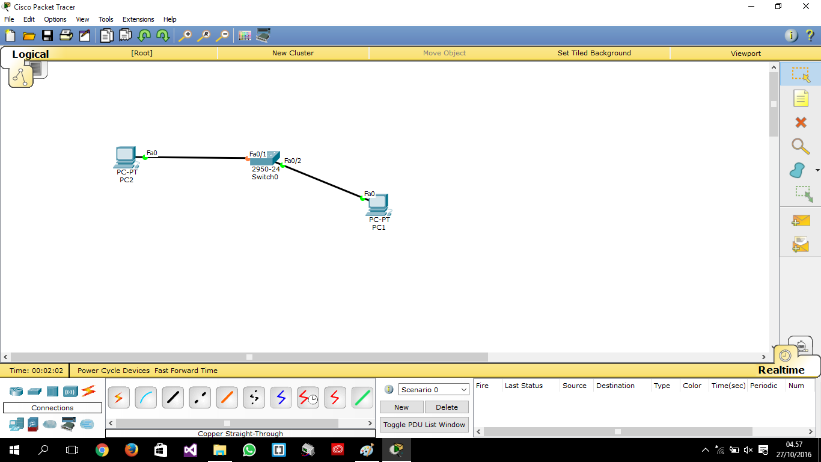 Cisco Packet Tracer
File Edit Options View Tools Extensions Help
Logical
[Root]
New Cluster
Move Object
Set Tiled Background
Viewport
Fa0
Fa0/1
Fa0/2
PC-PT
PC2
2950-24
Switch0
Fa0
PC-PT
PC1
Time: 00:02:02
Power Cycle Devices Fast Forward Time
Realtime
Scenario 0
Fire Last Status Source Destination Type Color Time(sec) Periodic Num
Connections
New
Delete
Toggle PDU List Window
Copper Straight-Through
04.57
27/10/2016